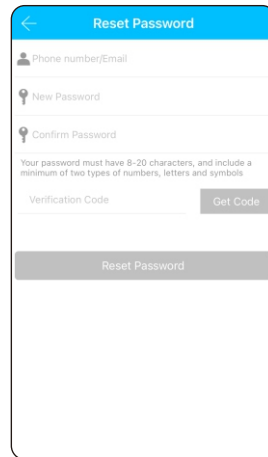 Reset Password
Phone number/Email
New Password
Confirm Password
Your password must have 8-20 characters, and include a
minimum of two types of numbers, letters and symbols
Verification Code
Get Code
Reset Password